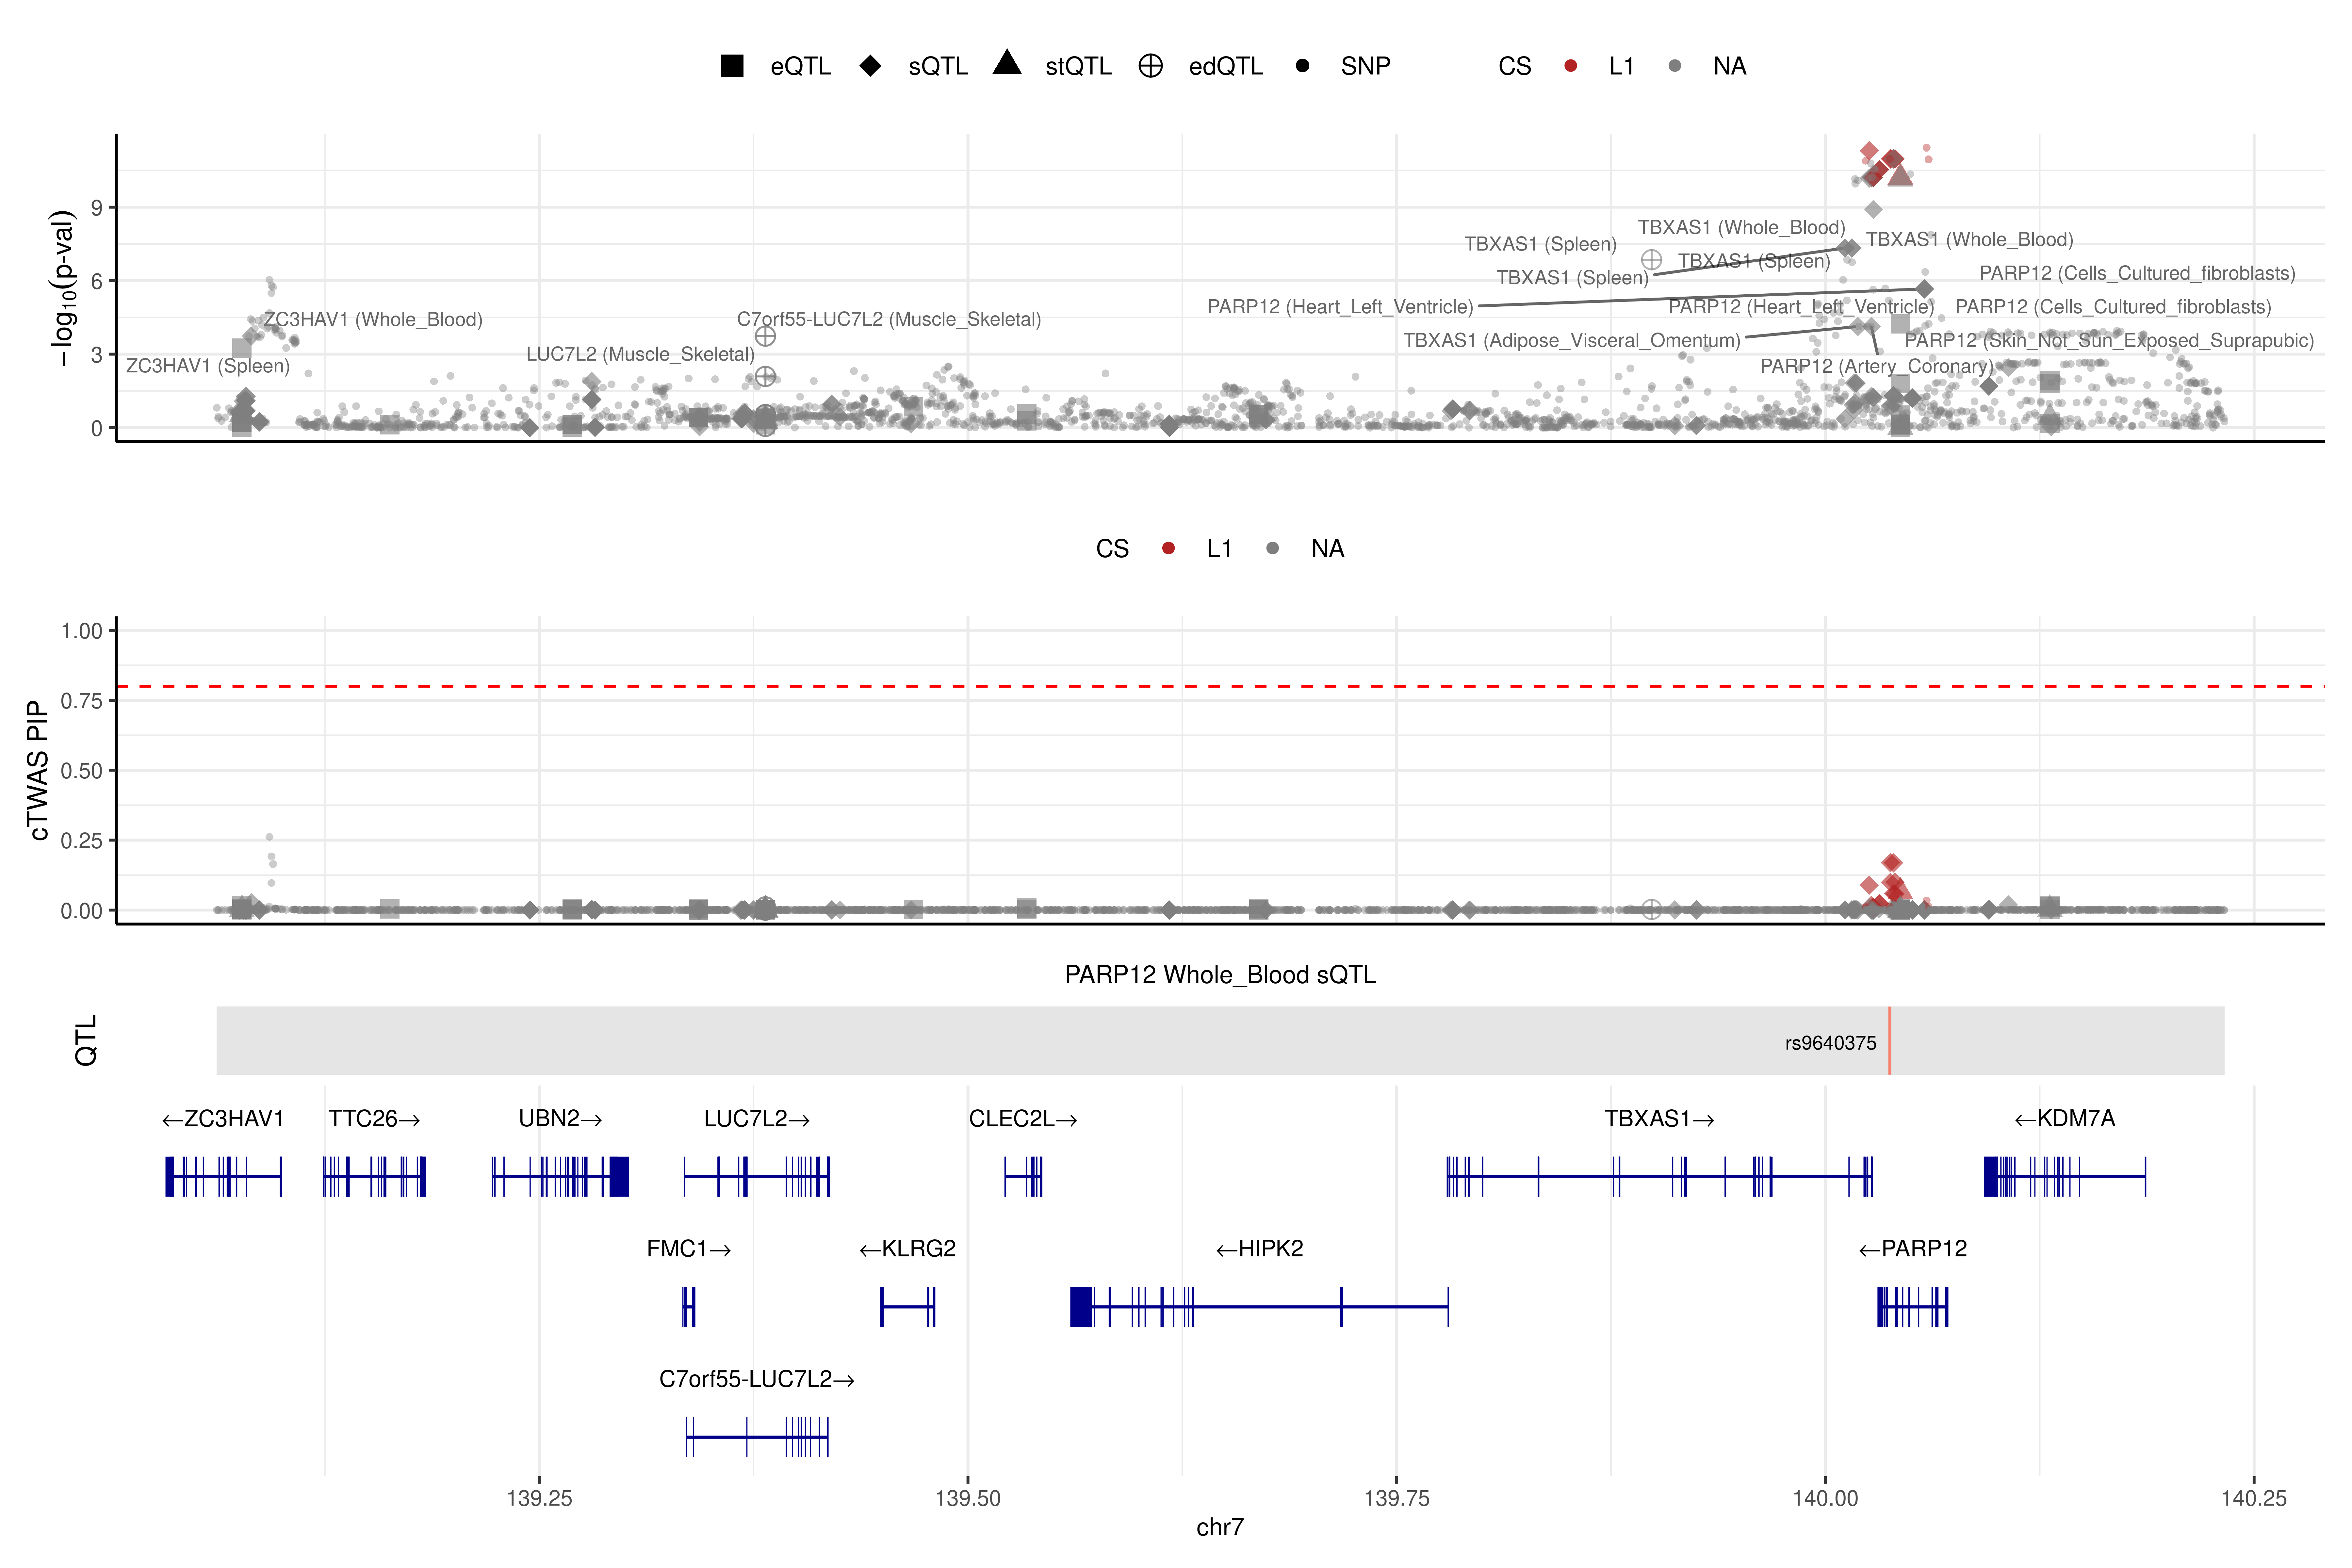 eQTL sQTL stQTL edQTL SNP CS L1 NA
−log10(p-val)
9
6
3
0
TBXAS1 (Whole_Blood)
TBXAS1 (Spleen)
TBXAS1 (Whole_Blood)
TBXAS1 (Spleen)
TBXAS1 (Spleen)
PARP12 (Cells_Cultured_fibroblasts)
PARP12 (Heart_Left_Ventricle)
PARP12 (Heart_Left_Ventricle)
PARP12 (Cells_Cultured_fibroblasts)
ZC3HAV1 (Whole_Blood)
C7orf55-LUC7L2 (Muscle_Skeletal)
TBXAS1 (Adipose_Visceral_Omentum)
PARP12 (Skin_Not_Sun_Exposed_Suprapubic)
LUC7L2 (Muscle_Skeletal)
ZC3HAV1 (Spleen)
PARP12 (Artery_Coronary)
CS L1 NA
cTWAS PIP
1.00
0.75
0.50
0.25
0.00
PARP12 Whole_Blood sQTL
QTL
rs9640375
←ZC3HAV1 TTC26→ UBN2→ LUC7L2→ CLEC2L→ TBXAS1→ ←KDM7A
FMC1→ ←KLRG2 ←HIPK2 ←PARP12
C7orf55-LUC7L2→
139.25 139.50 139.75 140.00 140.25
chr7